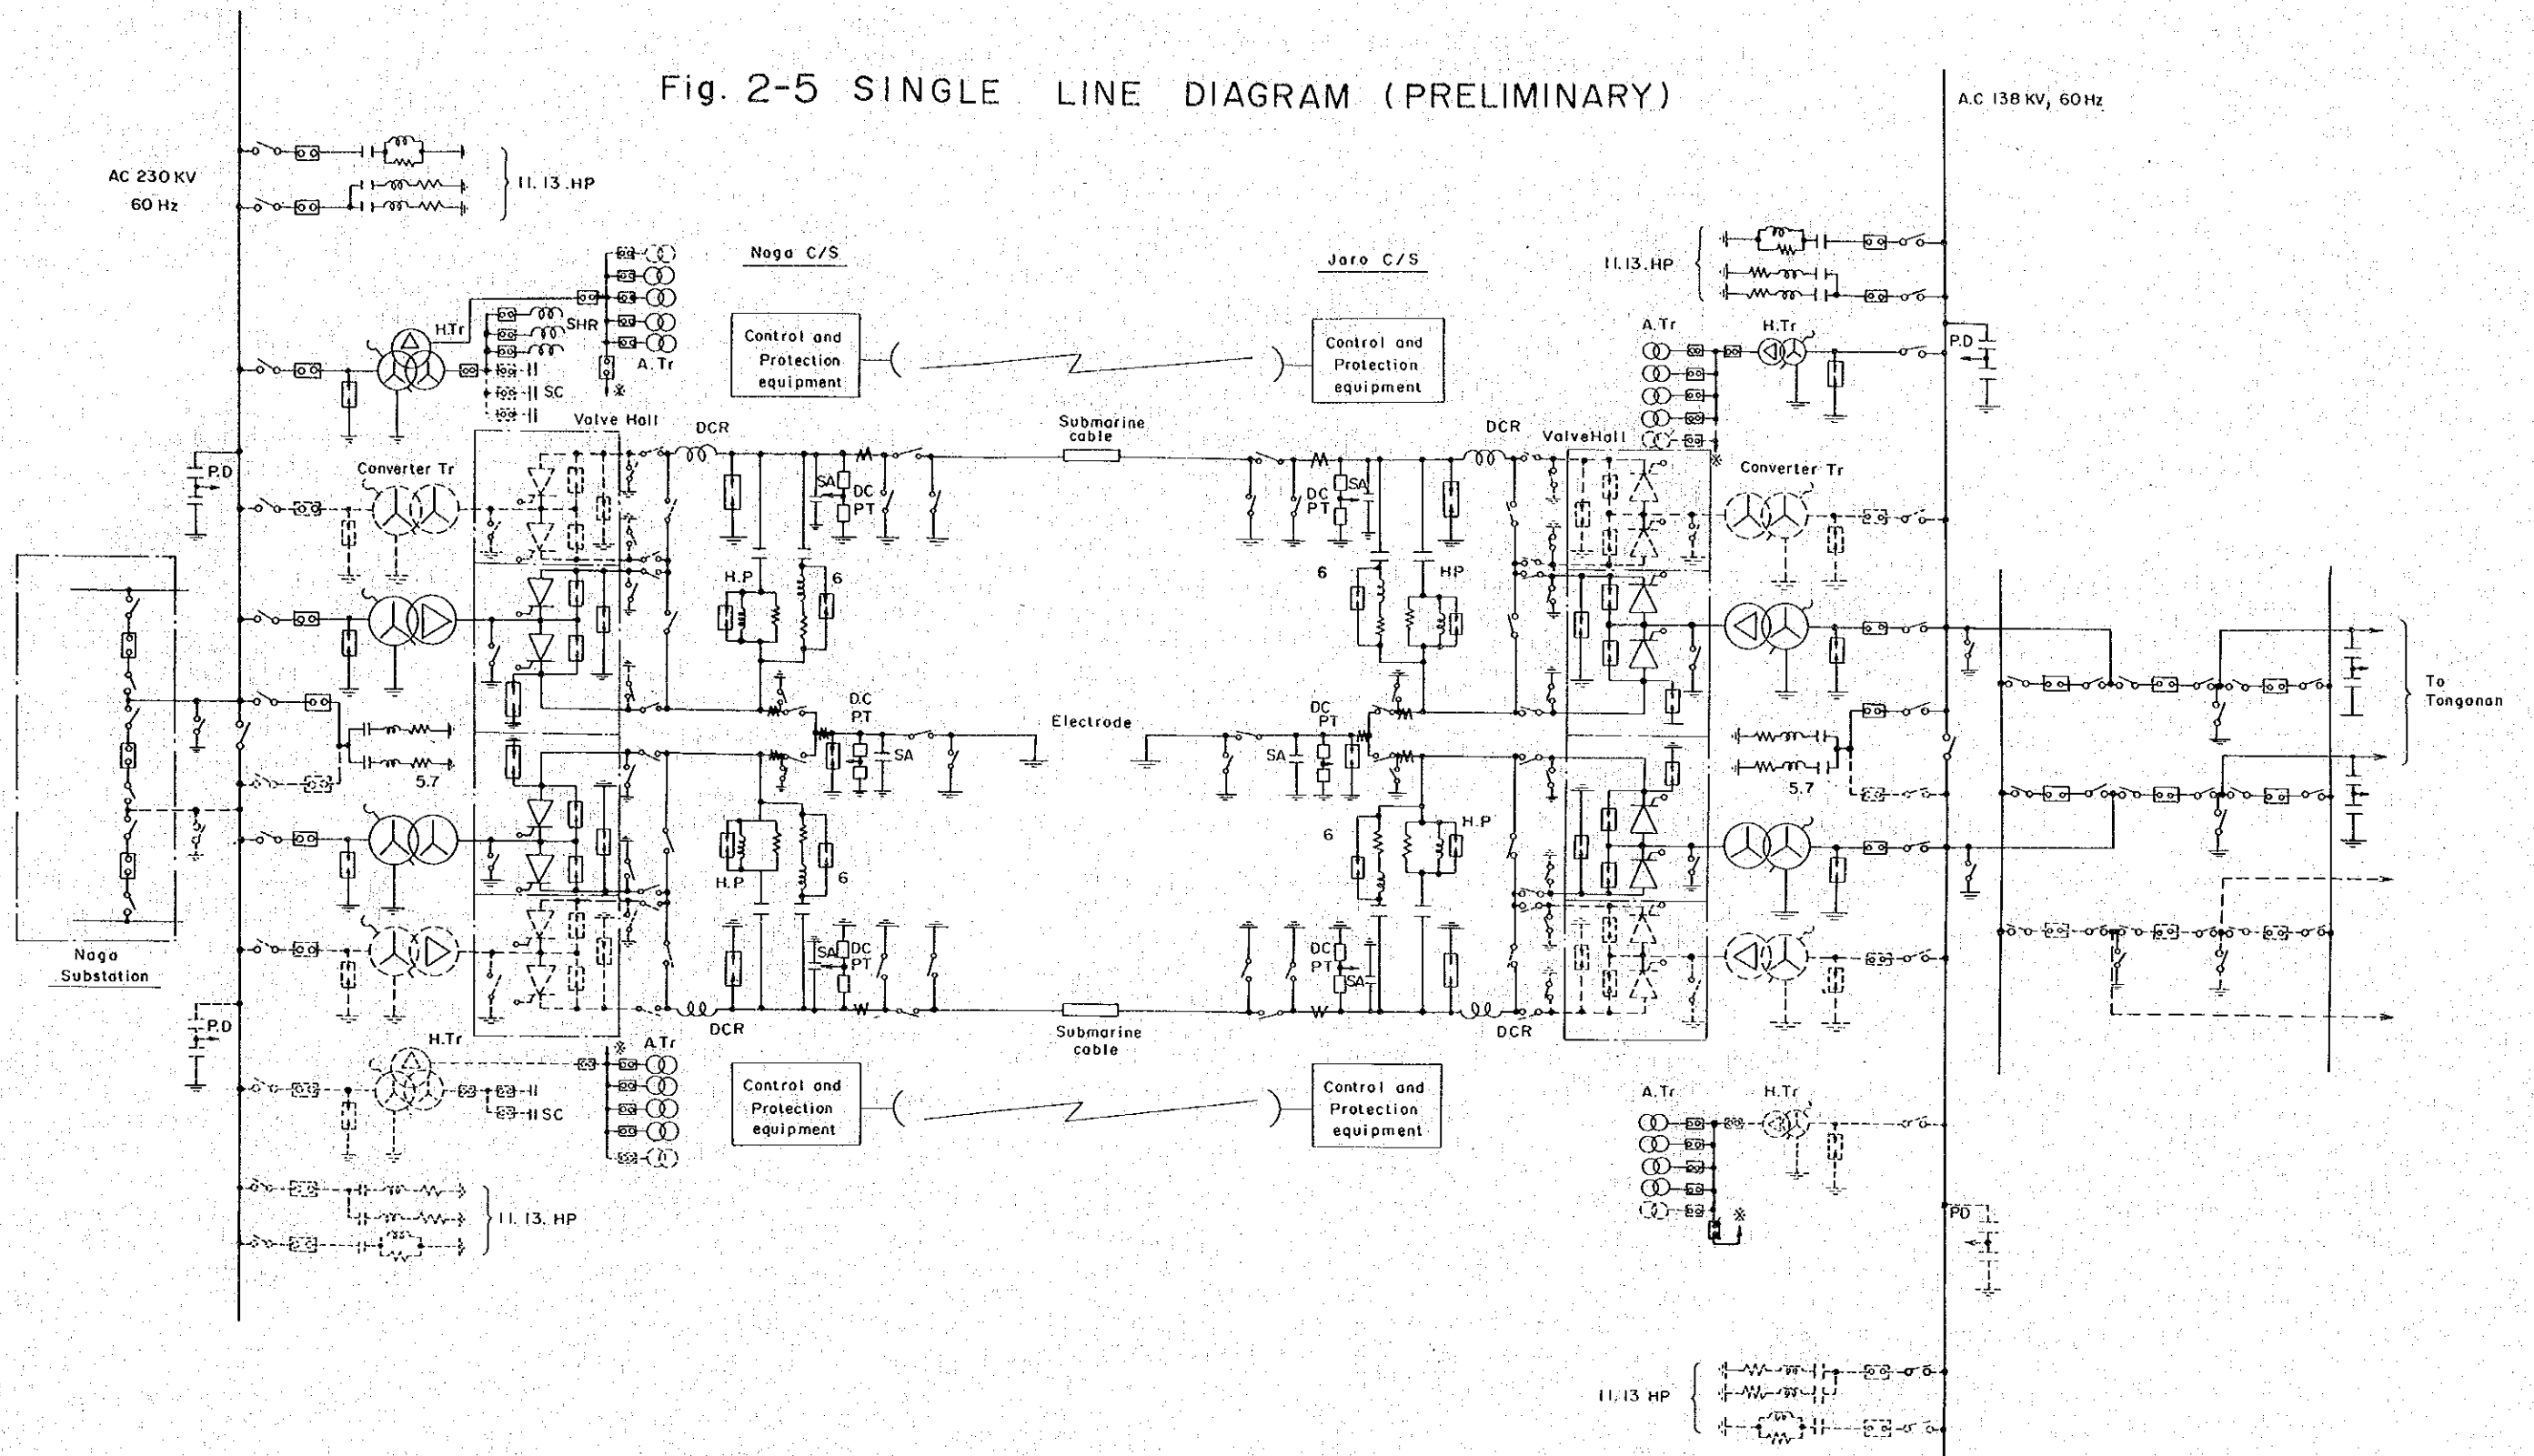 Fig. 2-5 SINGLE LINE DIAGRAM (PRELIMINARY)
A.C 138 KV, 60 Hz
AC 230 KV
60 Hz
11. 13. HP
Naga C/S
Jaro C/S
11. 13. HP
H.Tr
SHR
A.Tr
SC
Control and
Protection
equipment
Control and
Protection
equipment
A.Tr
H.Tr
P.D
※
Valve Hall
DCR
Submarine
cable
DCR
Valve Hall
※
P.D
Converter Tr
Converter Tr
SA
DC
PT
DC
PT
SA
H.P
6
6
HP
D.C
P.T
SA
Electrode
DC
PT
SA
5.7
5.7
To
Tongonan
H.P
6
6
H.P
SA
DC
PT
DC
PT
SA
Naga
Substation
P.D
DCR
Submarine
cable
DCR
H.Tr
※
A.Tr
SC
Control and
Protection
equipment
Control and
Protection
equipment
A.Tr
H.Tr
※
PD
11. 13. HP
11. 13 HP